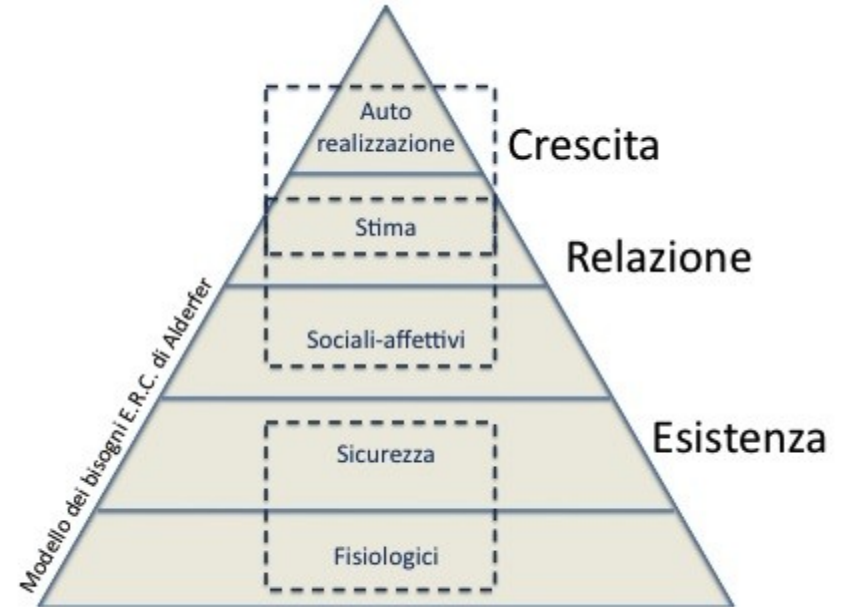 Auto
realizzazione
Crescita
Stima
Relazione
Sociali-affettivi
Esistenza
Sicurezza
Fisiologici
Modello dei bisogni E.R.C. di Alderfer